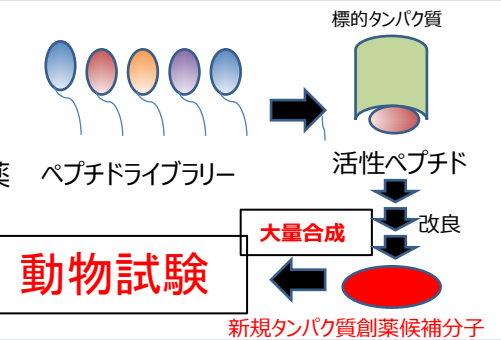 標的タンパク質
薬
ペプチドライブラリー
活性ペプチド
改良
大量合成
動物試験
新規タンパク質創薬候補分子